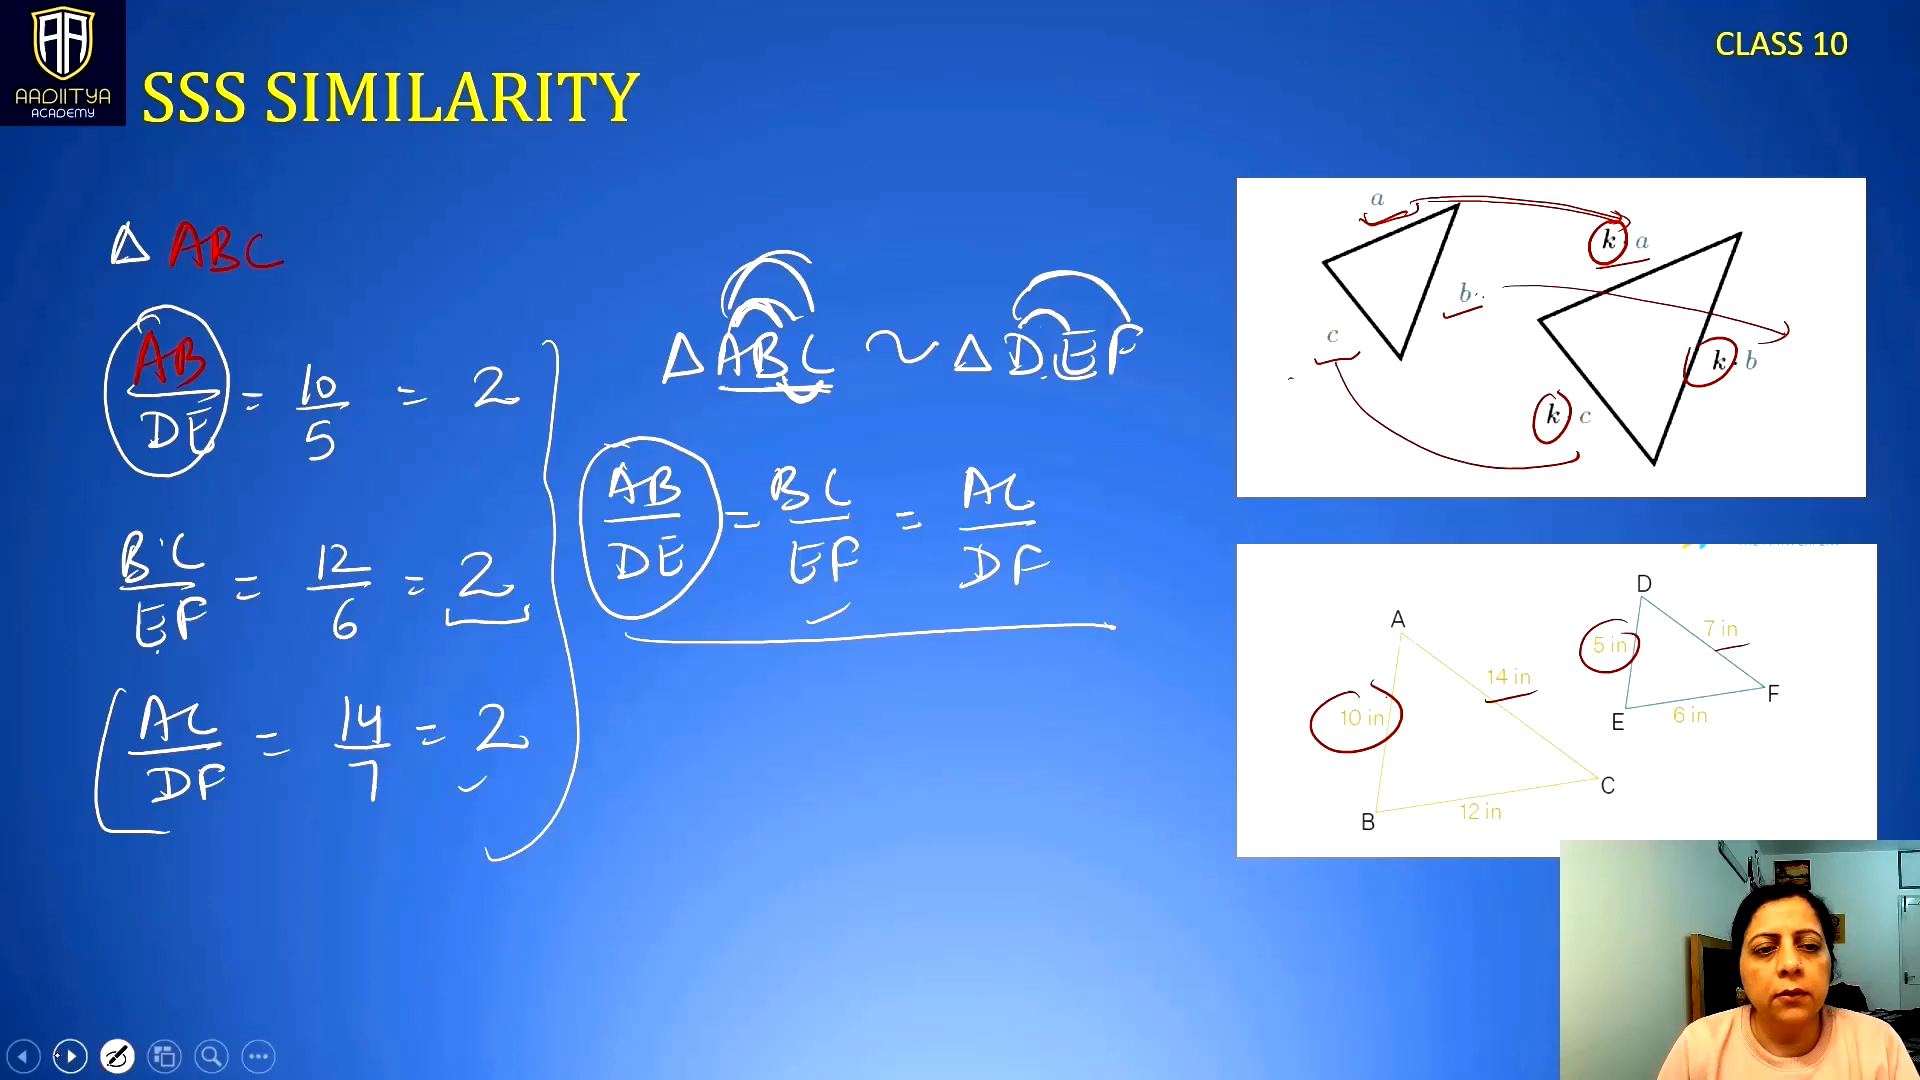 AADIITYA
ACADEMY
SSS SIMILARITY
CLASS 10
△ ABC
AB/DE = 10/5 = 2
BC/EF = 12/6 = 2
AC/DF = 14/7 = 2
△ABC ~ △DEF
AB/DE = BC/EF = AC/DF
a
b
c
k · a
k · b
k · c
A
10 in
14 in
B
12 in
C
D
5 in
7 in
E
6 in
F